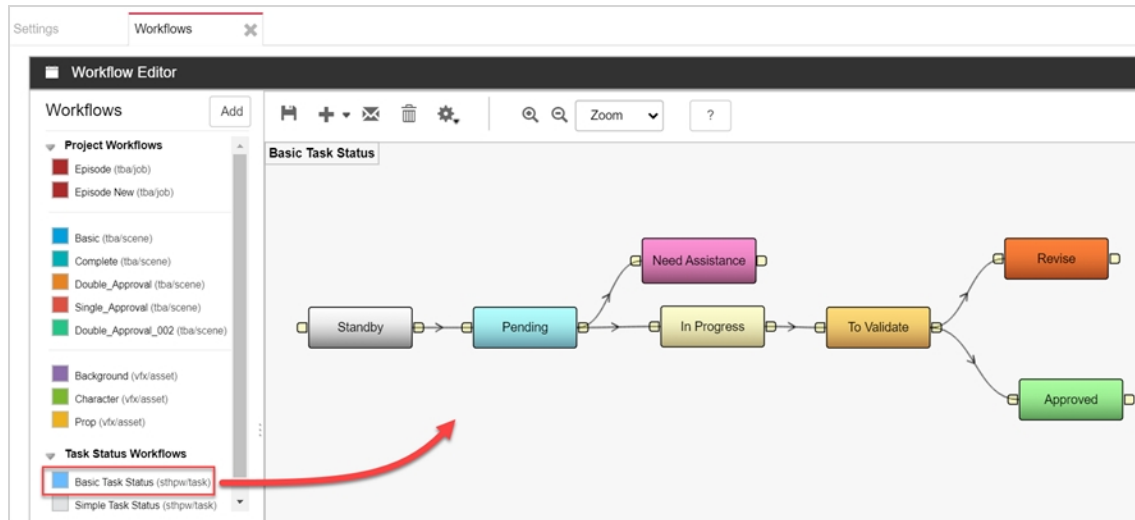 Settings
Workflows
Workflow Editor
Workflows
Add
Zoom
?
Project Workflows
Episode (tba/job)
Episode New (tba/job)
Basic (tba/scene)
Complete (tba/scene)
Double_Approval (tba/scene)
Single_Approval (tba/scene)
Double_Approval_002 (tba/scene)
Background (vfx/asset)
Character (vfx/asset)
Prop (vfx/asset)
Task Status Workflows
Basic Task Status (sthpw/task)
Simple Task Status (sthpw/task)
Basic Task Status
Need Assistance
Revise
Standby
Pending
In Progress
To Validate
Approved